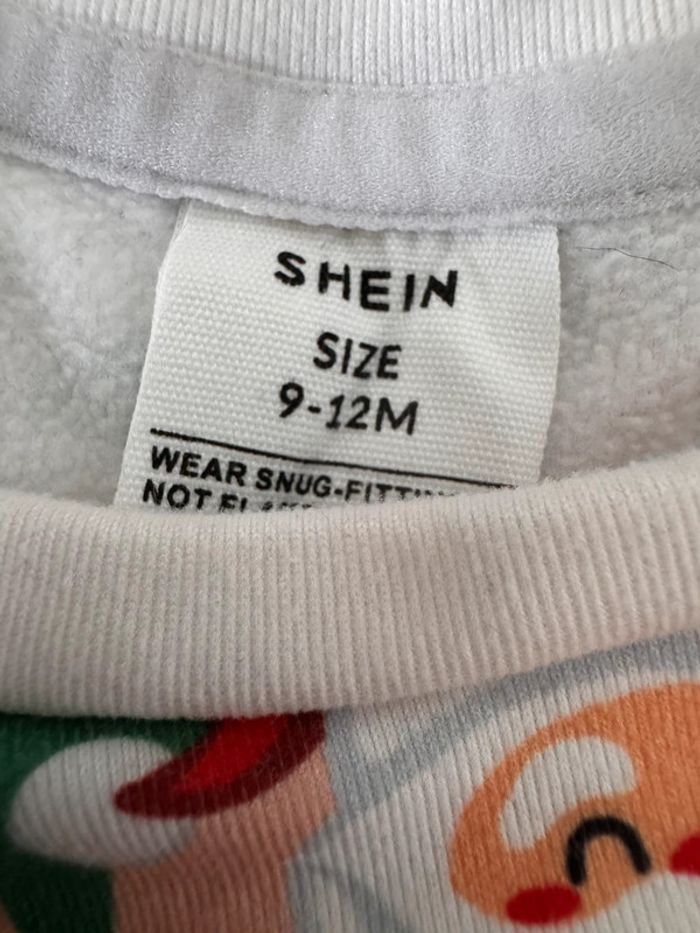 SHEIN
SIZE
9-12M
WEAR SNUG-FITTING
NOT